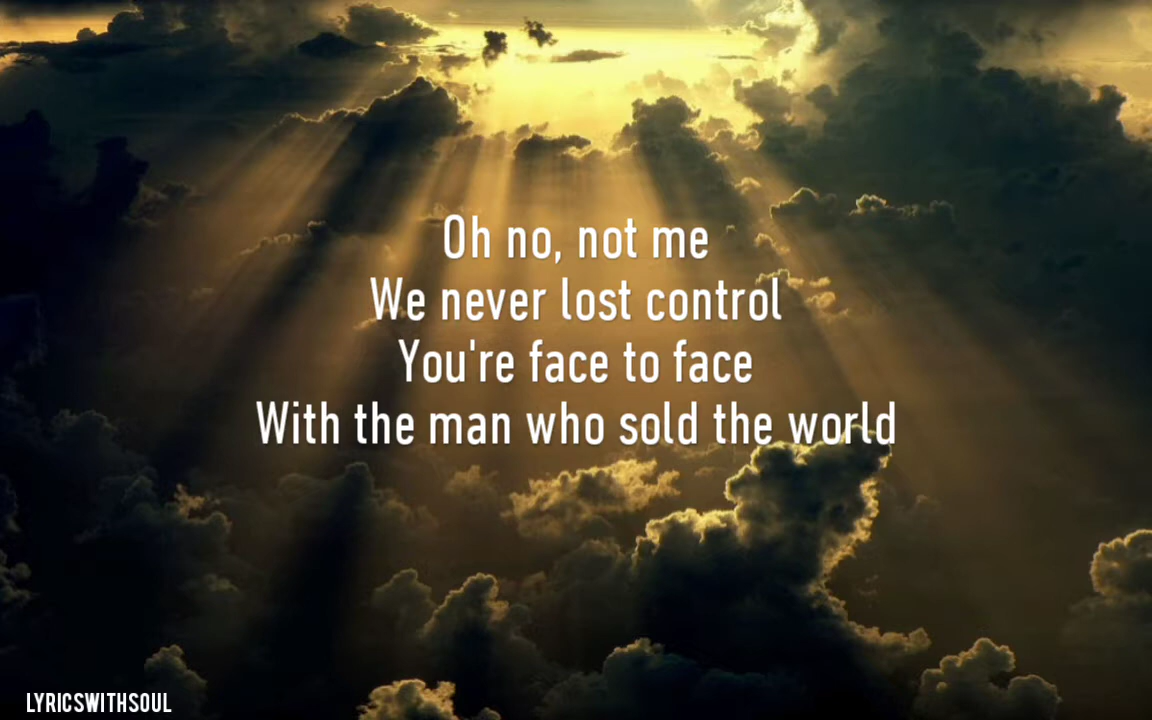 Oh no, not me
We never lost control
You're face to face
With the man who sold the world
LYRICSWITHSOUL